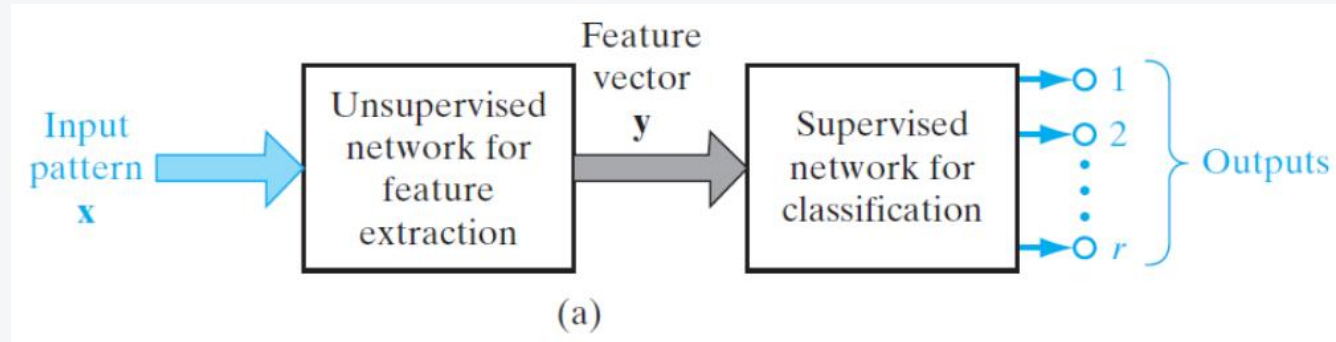 Input
pattern
x
Unsupervised
network for
feature
extraction
Feature
vector
y
Supervised
network for
classification
1
2
r
Outputs
(a)